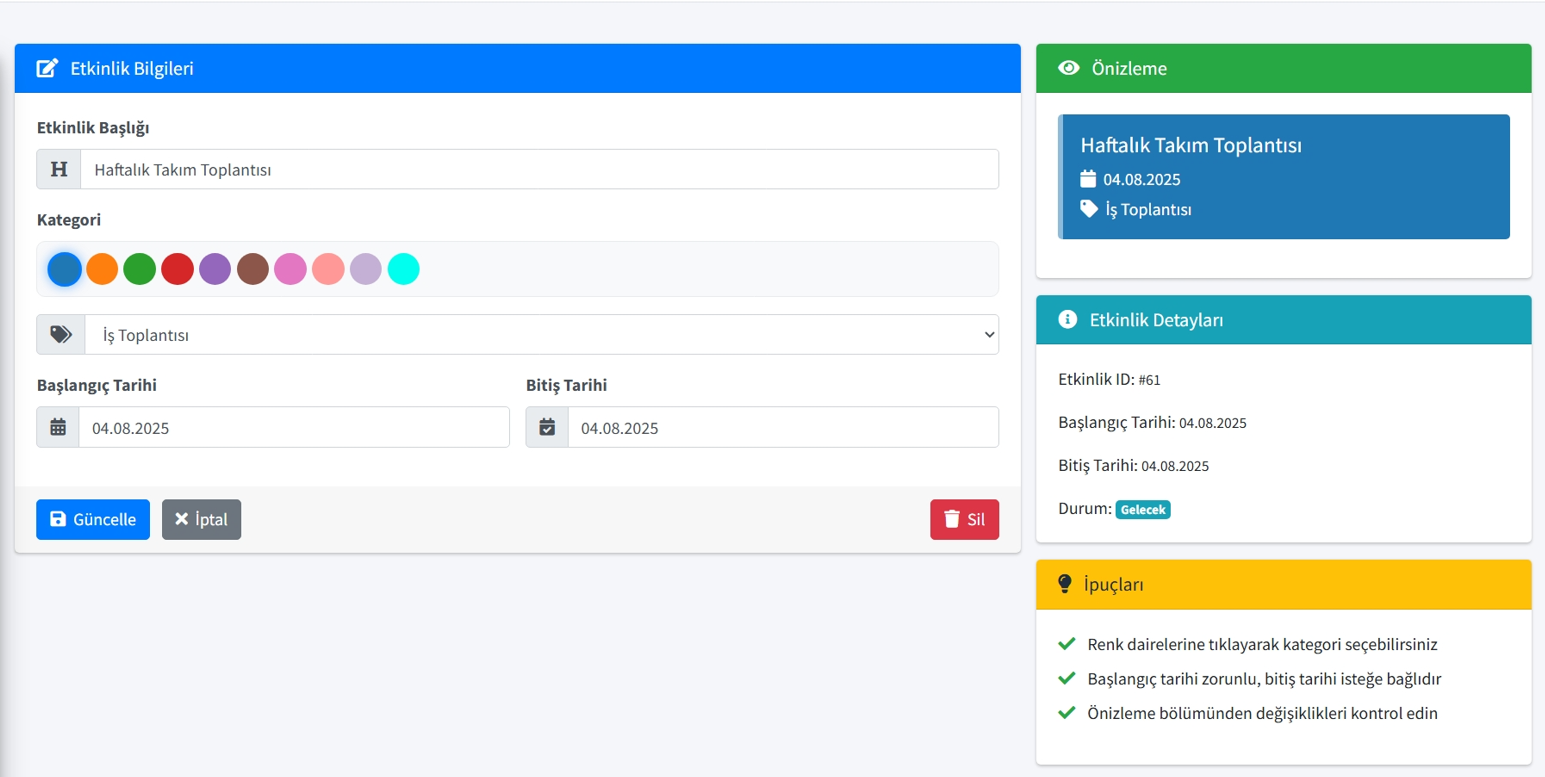 Etkinlik Bilgileri
Etkinlik Başlığı
H
Haftalık Takım Toplantısı
Kategori
İş Toplantısı
Başlangıç Tarihi
Bitiş Tarihi
04.08.2025
04.08.2025
Güncelle
İptal
Sil
Önizleme
Haftalık Takım Toplantısı
04.08.2025
İş Toplantısı
Etkinlik Detayları
Etkinlik ID: #61
Başlangıç Tarihi: 04.08.2025
Bitiş Tarihi: 04.08.2025
Durum: Gelecek
İpuçları
Renk dairelerine tıklayarak kategori seçebilirsiniz
Başlangıç tarihi zorunlu, bitiş tarihi isteğe bağlıdır
Önizleme bölümünden değişiklikleri kontrol edin